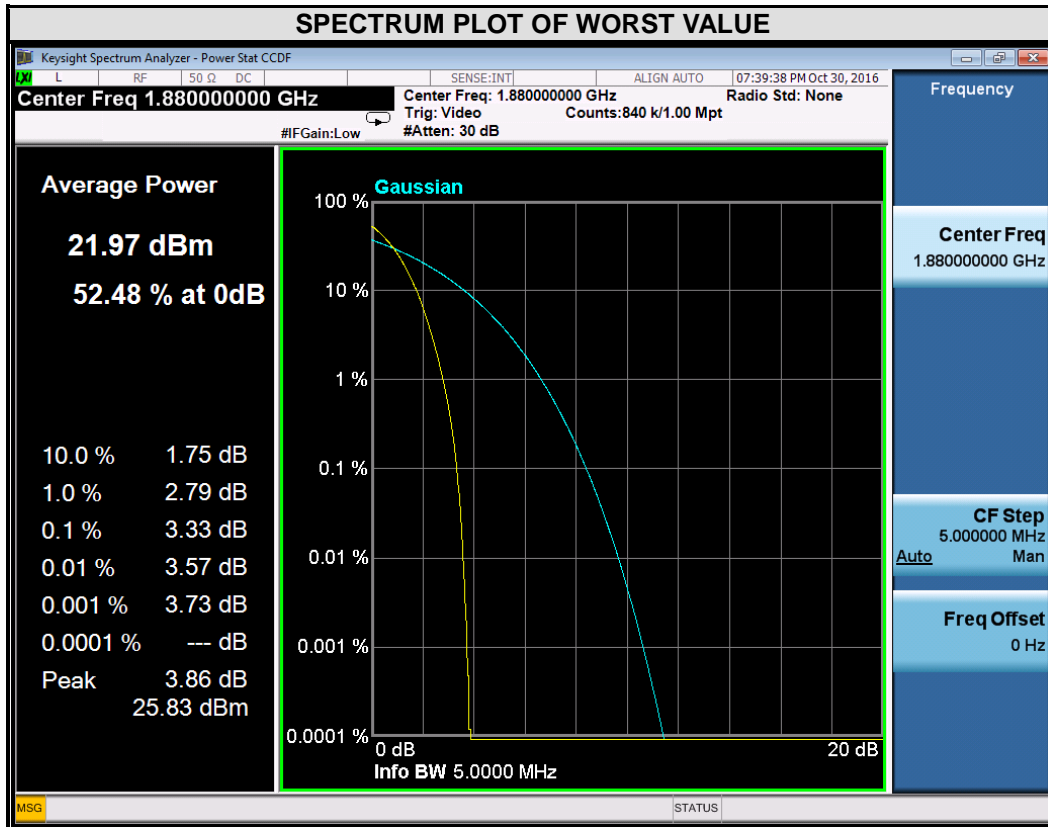 SPECTRUM PLOT OF WORST VALUE
Keysight Spectrum Analyzer - Power Stat CCDF
LXI L RF 50 Ω DC SENSE:INT ALIGN AUTO 07:39:38 PM Oct 30, 2016
Center Freq 1.880000000 GHz
#IFGain:Low
Center Freq: 1.880000000 GHz Radio Std: None
Trig: Video Counts:840 k/1.00 Mpt
#Atten: 30 dB
Average Power
21.97 dBm
52.48 % at 0dB
10.0 % 1.75 dB
1.0 % 2.79 dB
0.1 % 3.33 dB
0.01 % 3.57 dB
0.001 % 3.73 dB
0.0001 % --- dB
Peak 3.86 dB
25.83 dBm
Gaussian
100 %
10 %
1 %
0.1 %
0.01 %
0.001 %
0.0001 %
0 dB 20 dB
Info BW 5.0000 MHz
Frequency
Center Freq
1.880000000 GHz
CF Step
5.000000 MHz
Auto Man
Freq Offset
0 Hz
MSG STATUS